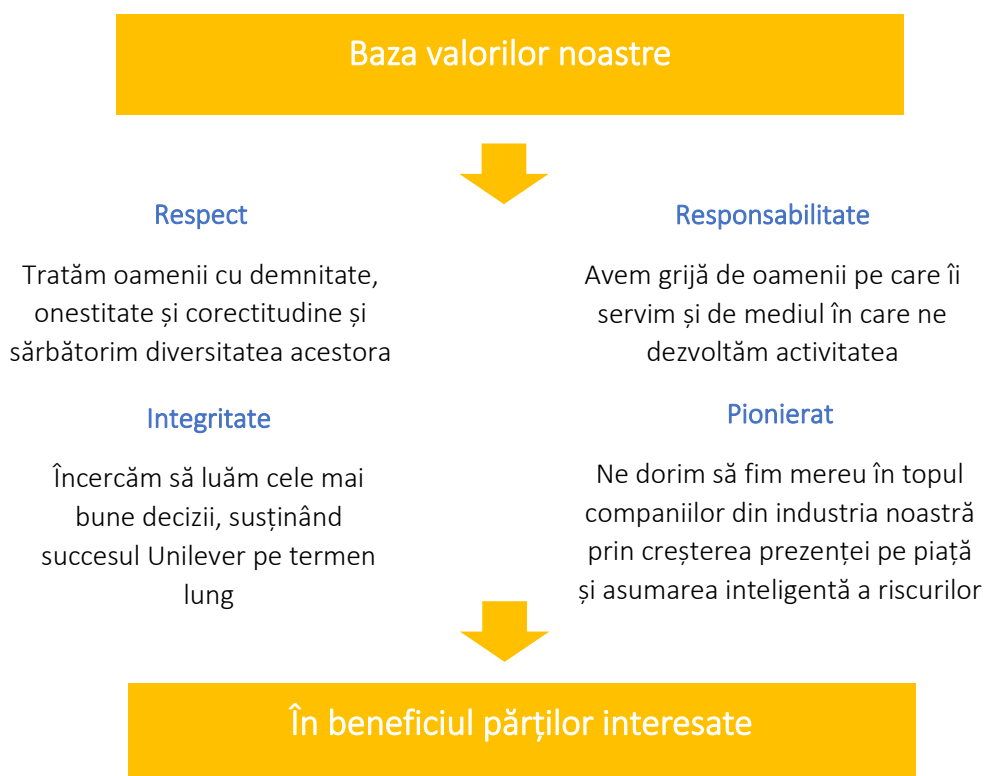 Baza valorilor noastre
Respect
Tratăm oamenii cu demnitate,
onestitate și corectitudine și
sărbătorim diversitatea acestora
Responsabilitate
Avem grijă de oamenii pe care îi
servim și de mediul în care ne
dezvoltăm activitatea
Integritate
Încercăm să luăm cele mai
bune decizii, susținând
succesul Unilever pe termen
lung
Pionierat
Ne dorim să fim mereu în topul
companiilor din industria noastră
prin creșterea prezenței pe piață
și asumarea inteligentă a riscurilor
În beneficiul părților interesate